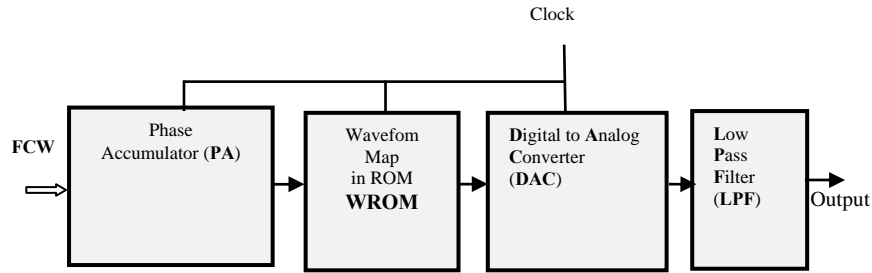 Clock
FCW
Phase
Accumulator (PA)
Wavefom
Map
in ROM
WROM
Digital to Analog
Converter
(DAC)
Low
Pass
Filter
(LPF)
Output